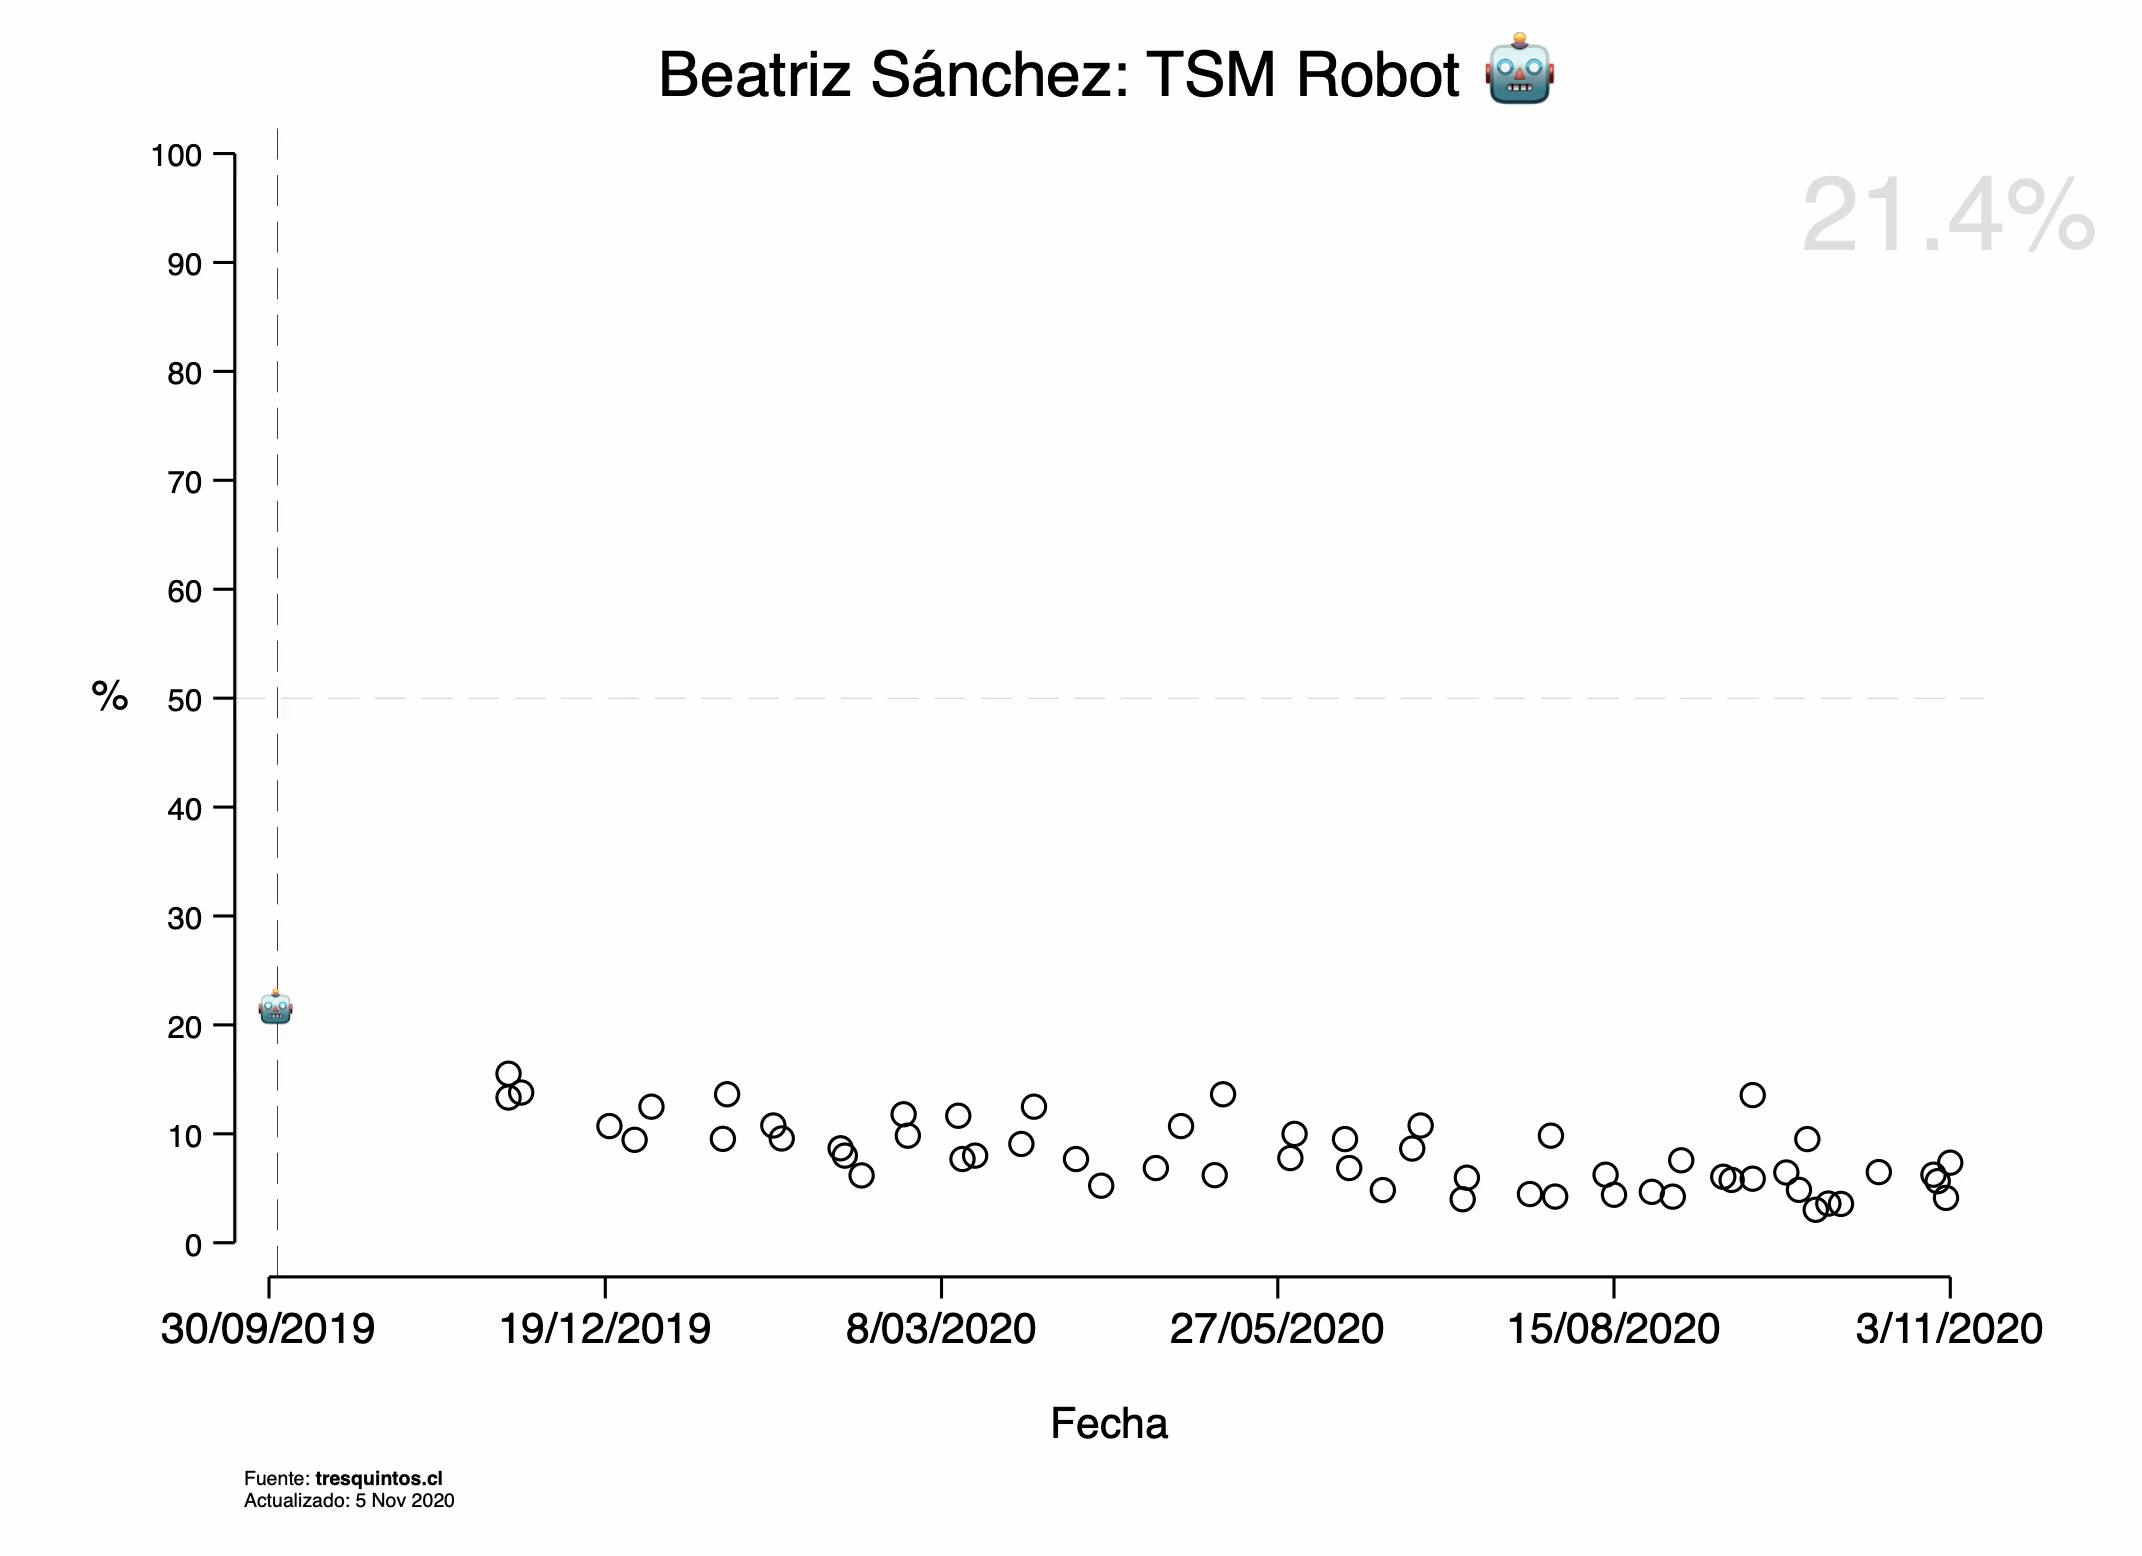 Beatriz Sánchez: TSM Robot
21.4%
100
90
80
70
60
50
40
30
20
10
0
%
30/09/2019 19/12/2019 8/03/2020 27/05/2020 15/08/2020 3/11/2020
Fecha
Fuente: tresquintos.cl
Actualizado: 5 Nov 2020